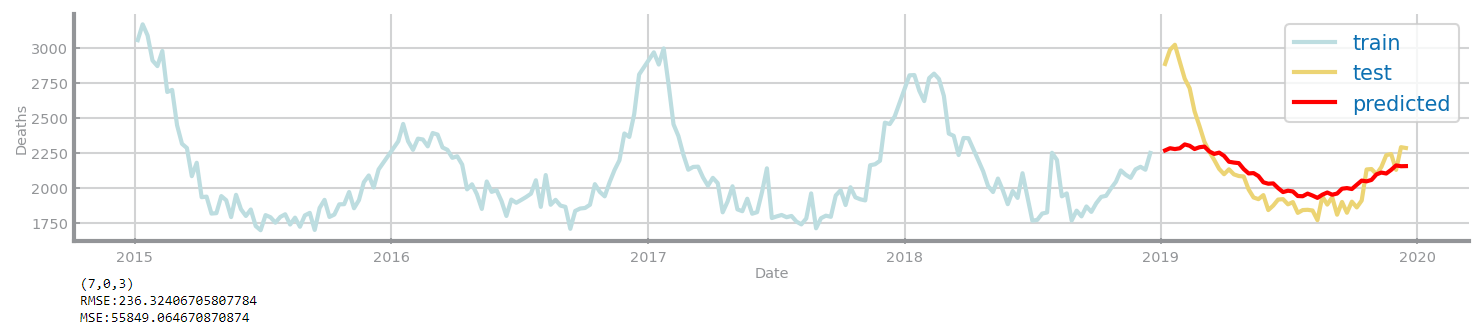 3000
2750
2500
2250
2000
1750
Deaths
2015 2016 2017 2018 2019 2020
Date
train
test
predicted
(7,0,3)
RMSE:236.32406705807784
MSE:55849.064670870874